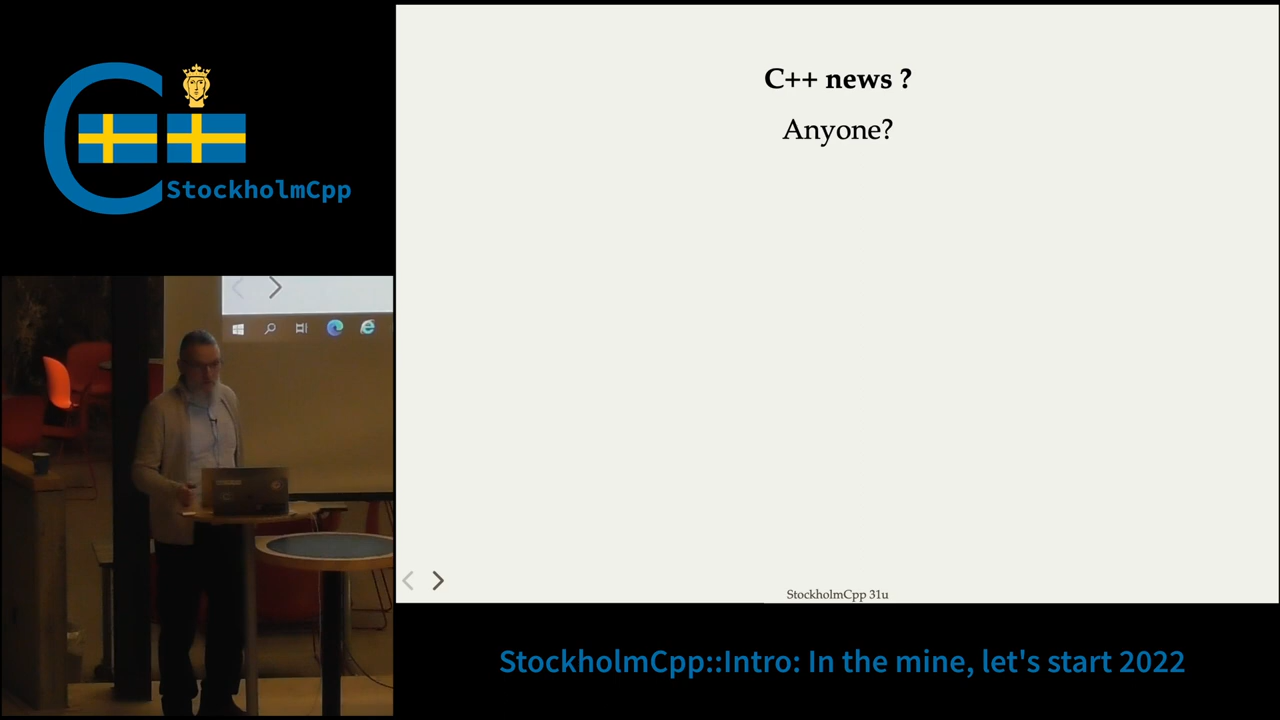 StockholmCpp
C++ news ?
Anyone?
StockholmCpp 31u
StockholmCpp::Intro: In the mine, let's start 2022